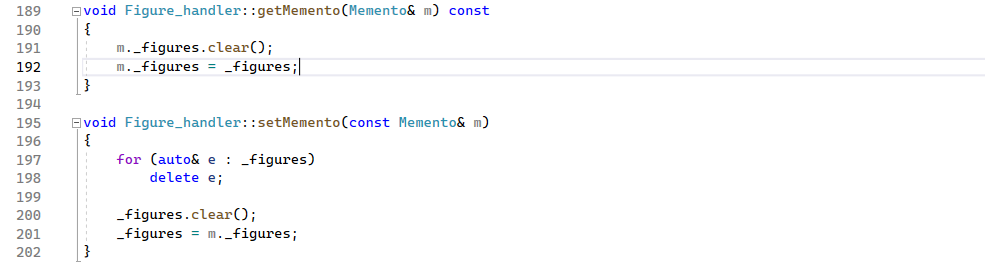 189 void Figure_handler::getMemento(Memento& m) const
190 {
191     m._figures.clear();
192     m._figures = _figures;
193 }
194
195 void Figure_handler::setMemento(const Memento& m)
196 {
197     for (auto& e : _figures)
198         delete e;
199
200     _figures.clear();
201     _figures = m._figures;
202 }